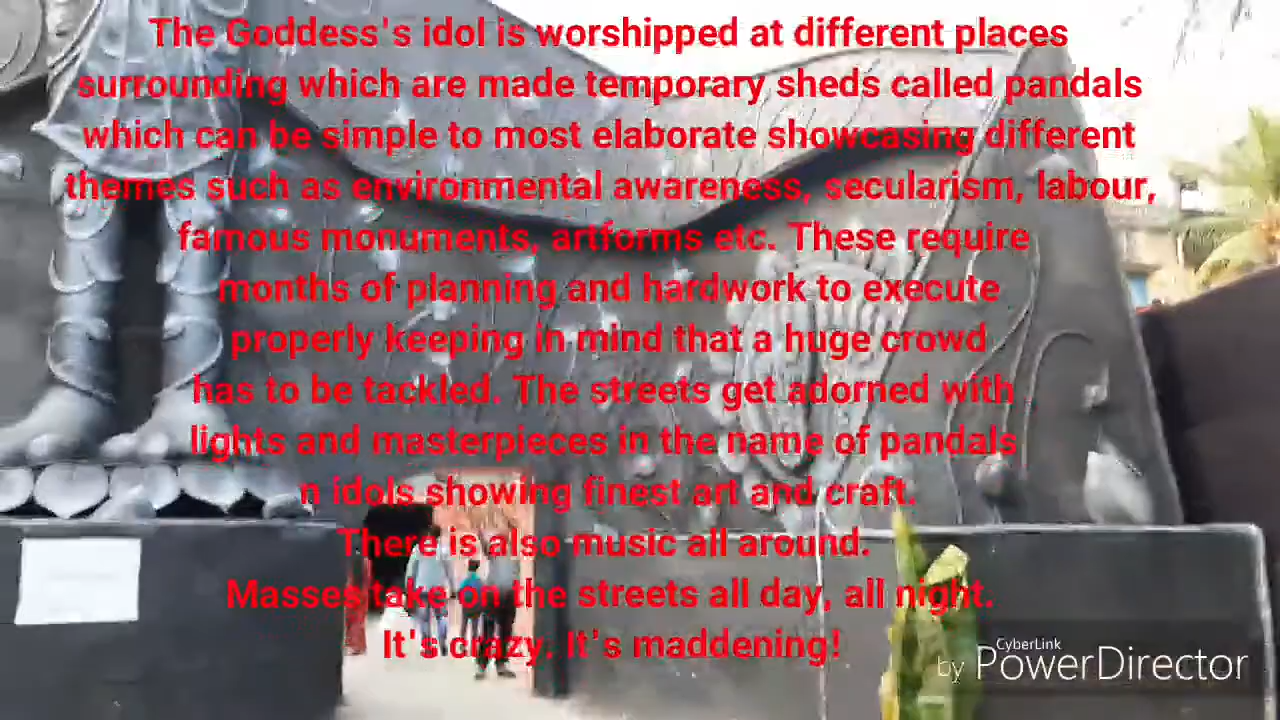 The Goddess's idol is worshipped at different places
surrounding which are made temporary sheds called pandals
which can be simple to most elaborate showcasing different
themes such as environmental awareness, secularism, labour,
famous monuments, artforms etc. These require
months of planning and hardwork to execute
properly keeping in mind that a huge crowd
has to be tackled. The streets get adorned with
lights and masterpieces in the name of pandals
n idols showing finest art and craft.
There is also music all around.
Masses take on the streets all day, all night.
It's crazy. It's maddening!
CyberLink
by PowerDirector